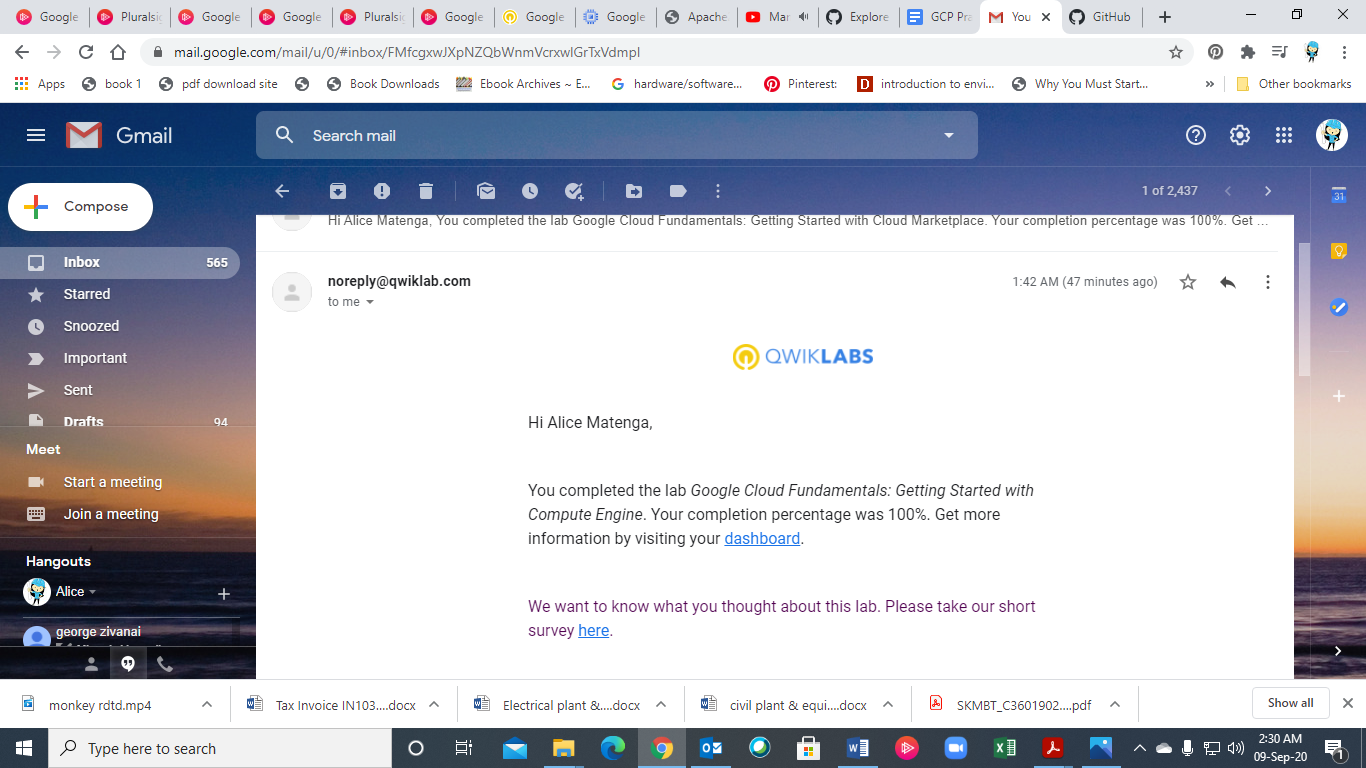 Google
Pluralsi
Google
Google
Pluralsi
Google
Google
Google
Apache
Mar
Explore
GCP Pra
You
GitHub
mail.google.com/mail/u/0/#inbox/FMfcgxwJXpNZQbWnmVcrxwlGrTxVdmpl
Apps
book 1
pdf download site
Book Downloads
Ebook Archives ~ E...
hardware/software...
Pinterest:
introduction to envi...
Why You Must Start...
»
Other bookmarks
Gmail
Search mail
Compose
1 of 2,437
31
Hi Alice Matenga, You completed the lab Google Cloud Fundamentals: Getting Started with Cloud Marketplace. Your completion percentage was 100%. Get ...
Inbox 565
Starred
Snoozed
Important
Sent
Drafts 94
Meet
Start a meeting
Join a meeting
Hangouts
Alice
george zivanai
noreply@qwiklab.com
1:42 AM (47 minutes ago)
to me
QWIKLABS
Hi Alice Matenga,
You completed the lab Google Cloud Fundamentals: Getting Started with
Compute Engine. Your completion percentage was 100%. Get more
information by visiting your dashboard.
We want to know what you thought about this lab. Please take our short
survey here.
monkey rdtd.mp4
Tax Invoice IN103....docx
Electrical plant &....docx
civil plant & equi....docx
SKMBT_C3601902....pdf
Show all
Type here to search
2:30 AM
09-Sep-20
1